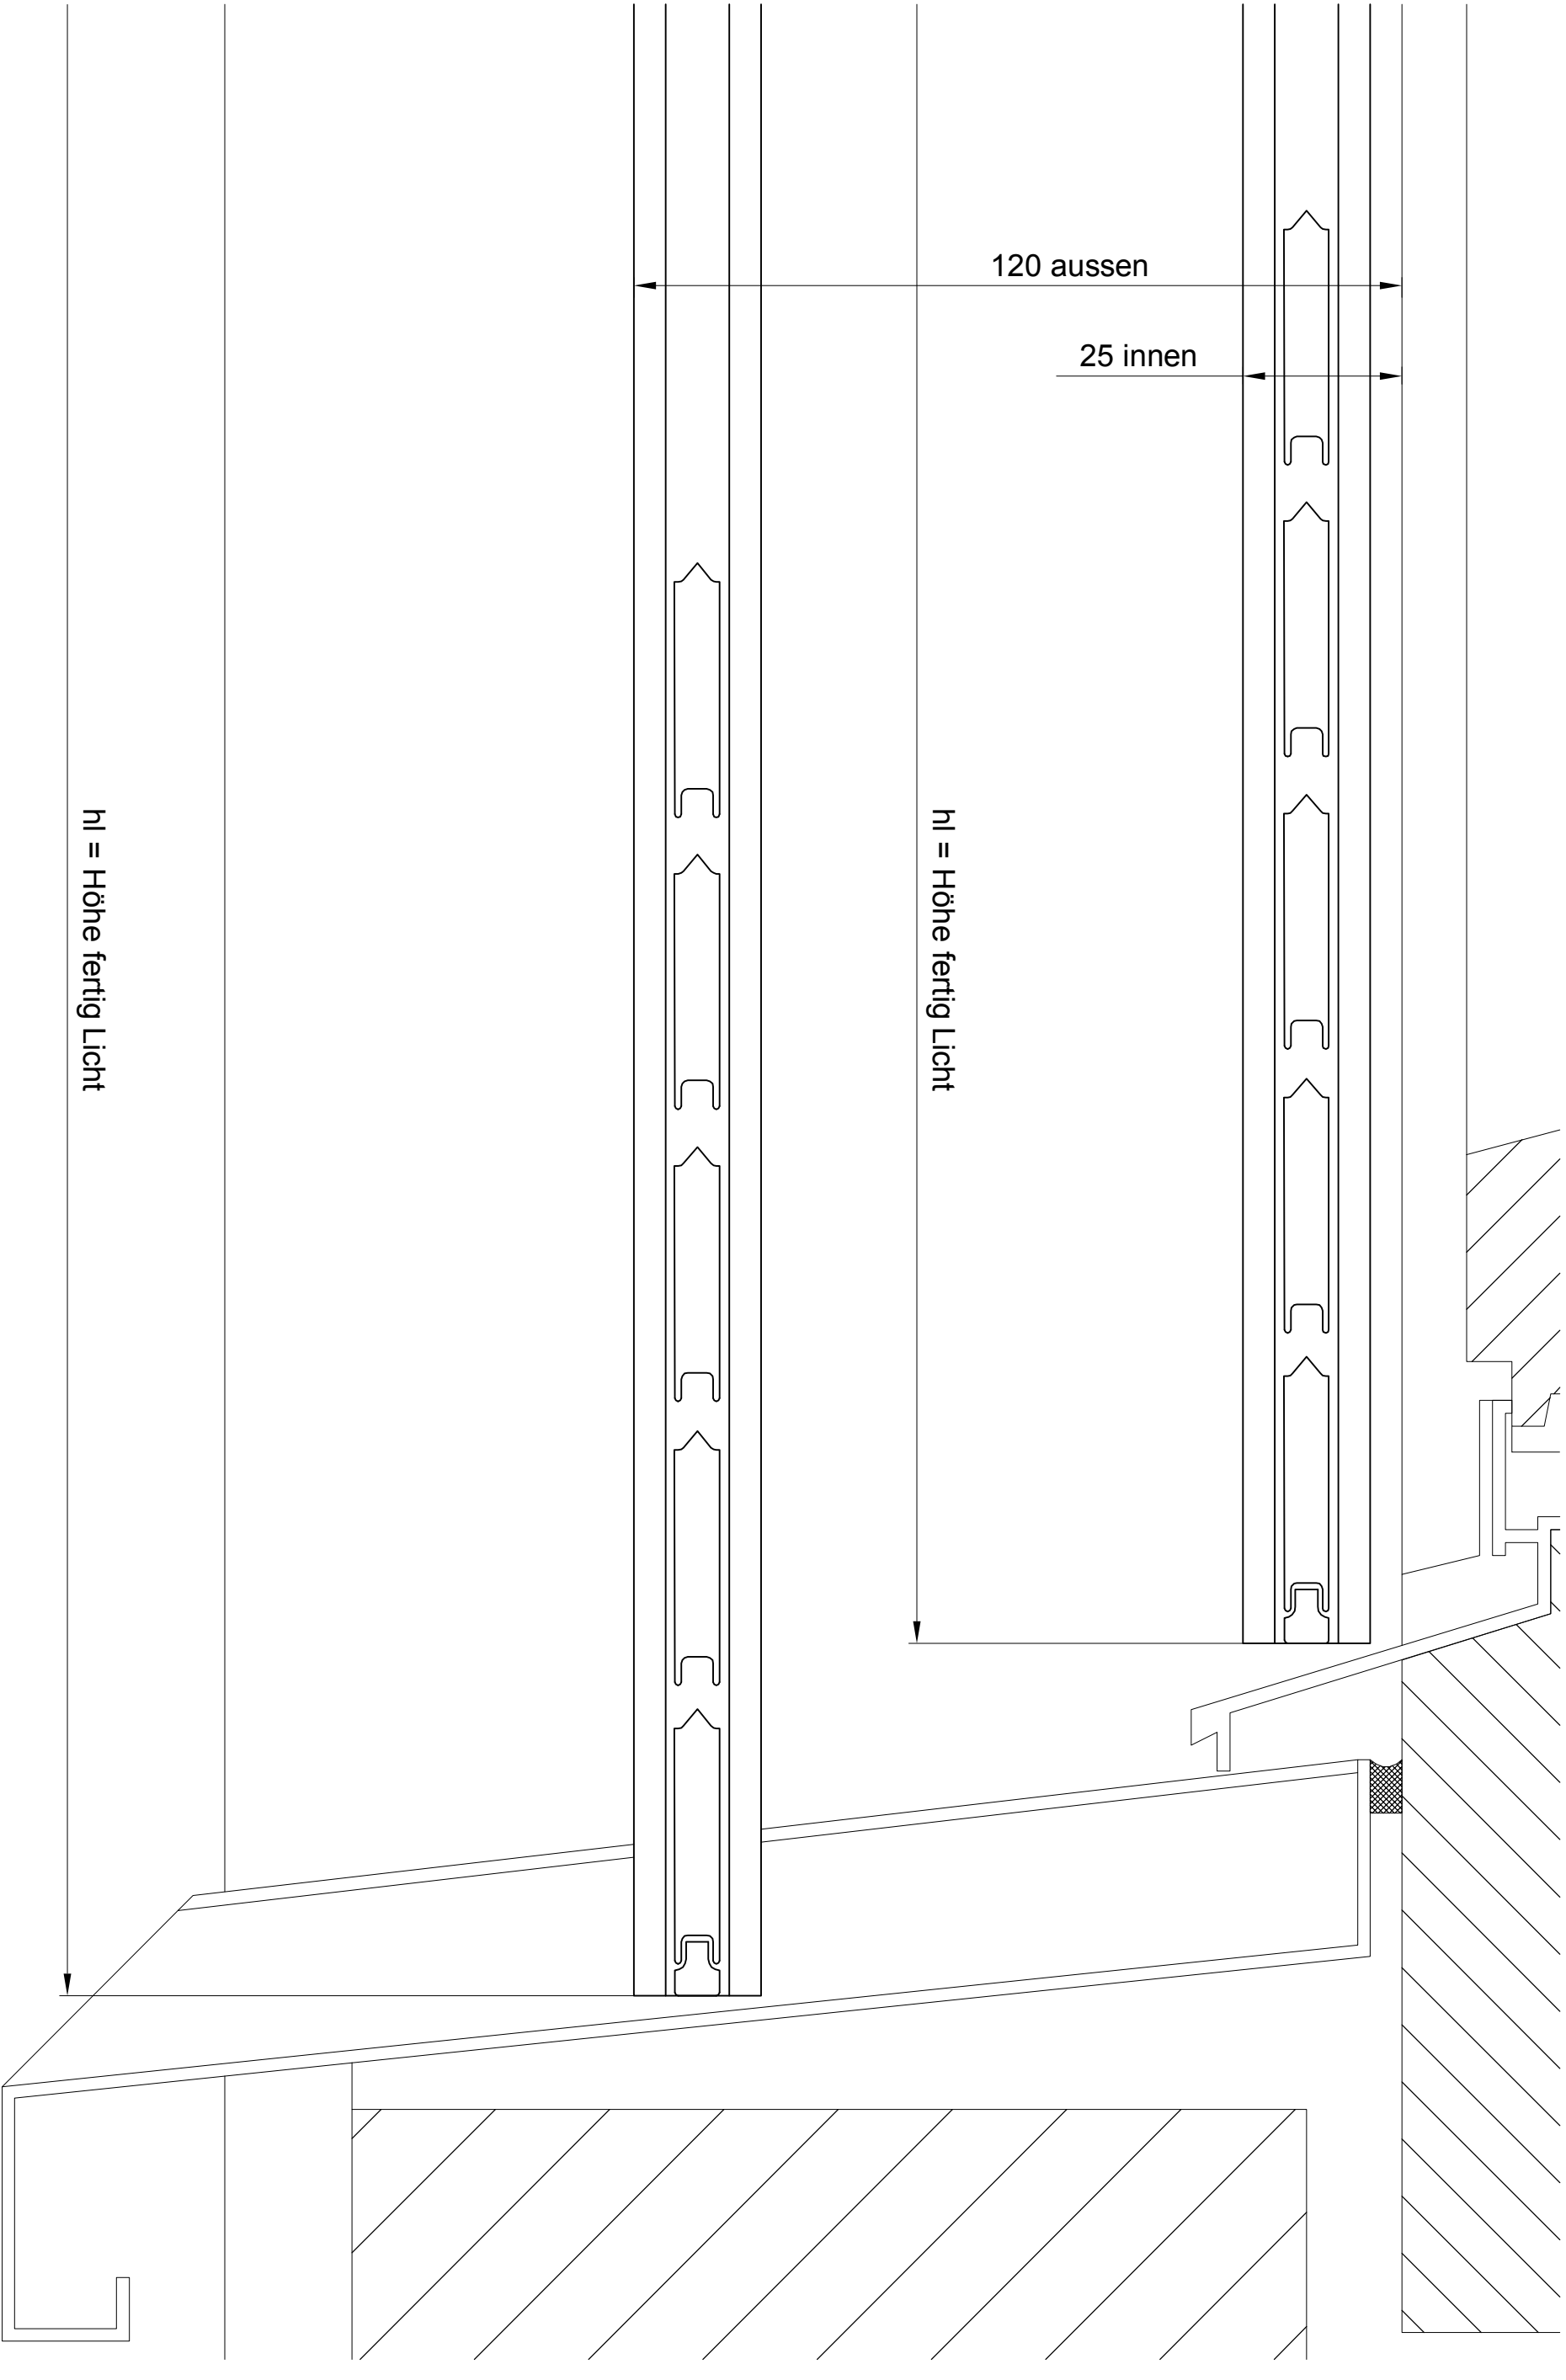 120 aussen
25 innen
hl = Höhe fertig Licht
hl = Höhe fertig Licht